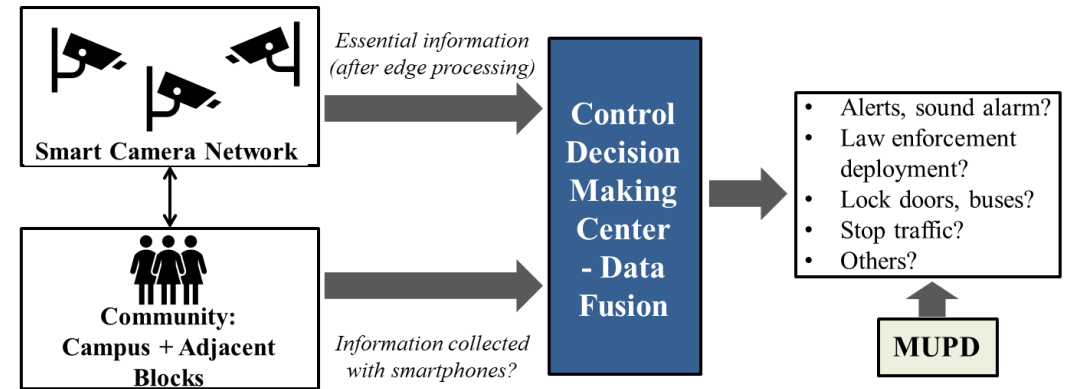 Essential information
(after edge processing)
Smart Camera Network
Community:
Campus + Adjacent
Blocks
Information collected
with smartphones?
Control
Decision
Making
Center
- Data
Fusion
• Alerts, sound alarm?
• Law enforcement
deployment?
• Lock doors, buses?
• Stop traffic?
• Others?
MUPD